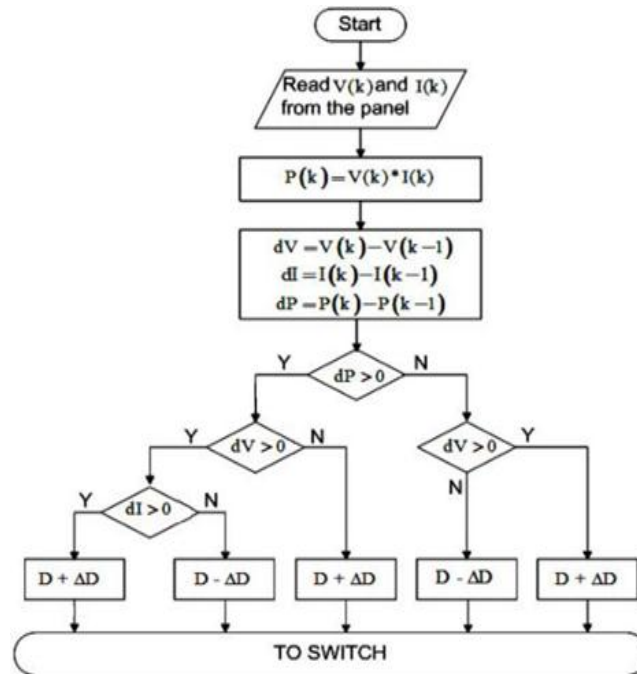 Start
Read V(k) and I(k)
from the panel
P(k)=V(k)*I(k)
dV=V(k)-V(k-1)
dI=I(k)-I(k-1)
dP=P(k)-P(k-1)
Y
dP>0
N
Y
dV>0
N
dV>0
Y
N
Y
dI>0
N
D + ΔD
D - ΔD
D + ΔD
D - ΔD
D + ΔD
TO SWITCH